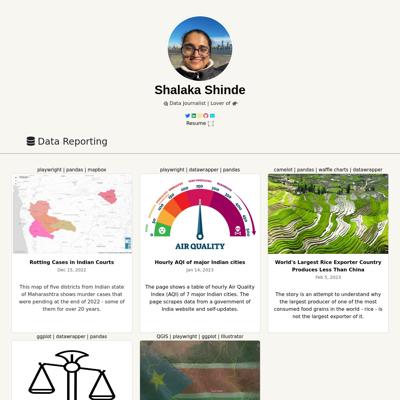 Shalaka Shinde
Data Journalist | Lover of
Resume
Data Reporting
playwright | pandas | mapbox
Rotting Cases in Indian Courts
Dec 15, 2022
This map of five districts from Indian state
of Maharashtra shows murder cases that
were pending at the end of 2022 - some of
them for over 20 years.
playwright | datawrapper | pandas
AIR QUALITY
Hourly AQI of major Indian cities
Jan 14, 2023
The page shows a table of hourly Air Quality
Index (AQI) of 7 major Indian cities. The
page scrapes data from a government of
India website and self-updates.
camelot | pandas | waffle charts | datawrapper
World's Largest Rice Exporter Country
Produces Less Than China
Feb 5, 2023
The story is an attempt to understand why
the largest producer of one of the most
consumed food grains in the world - rice - is
not the largest exporter of it.
ggplot | datawrapper | pandas
QGIS | playwright | ggplot | Illustrator